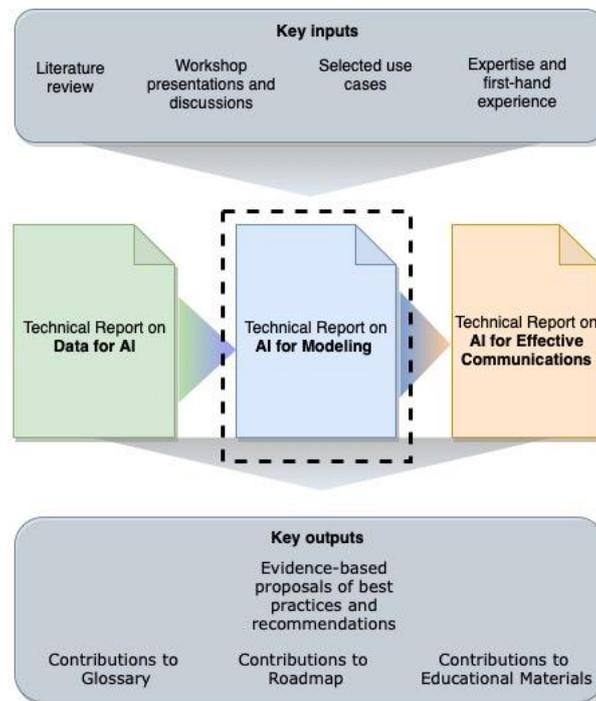 Key inputs
Literature
review
Workshop
presentations and
discussions
Selected use
cases
Expertise and
first-hand
experience
Technical Report on
Data for AI
Technical Report on
AI for Modeling
Technical Report on
AI for Effective
Communications
Key outputs
Evidence-based
proposals of best
practices and
recommendations
Contributions to
Glossary
Contributions to
Roadmap
Contributions to
Educational Materials